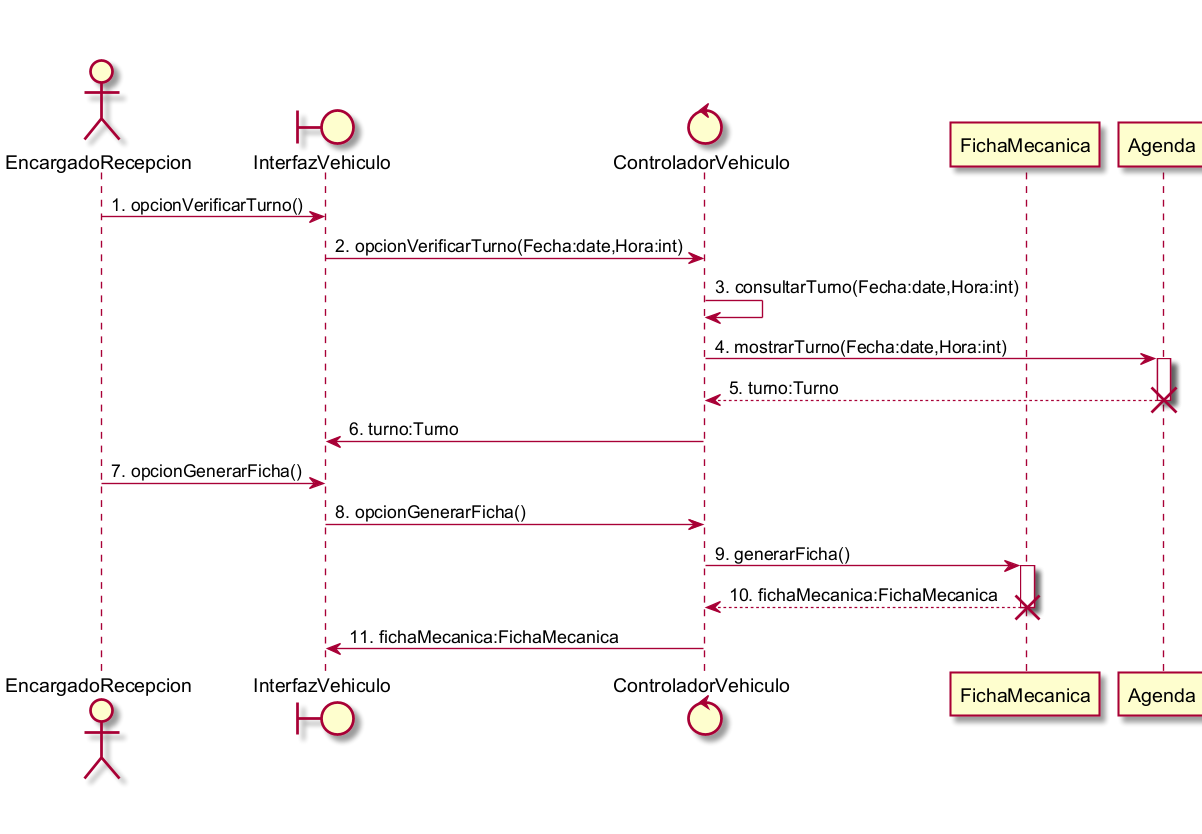 EncargadoRecepcion
InterfazVehiculo
ControladorVehiculo
FichaMecanica
Agenda
1. opcionVerificarTurno()
2. opcionVerificarTurno(Fecha:date,Hora:int)
3. consultarTurno(Fecha:date,Hora:int)
4. mostrarTurno(Fecha:date,Hora:int)
5. turno:Turno
6. turno:Turno
7. opcionGenerarFicha()
8. opcionGenerarFicha()
9. generarFicha()
10. fichaMecanica:FichaMecanica
11. fichaMecanica:FichaMecanica
EncargadoRecepcion
InterfazVehiculo
ControladorVehiculo
FichaMecanica
Agenda